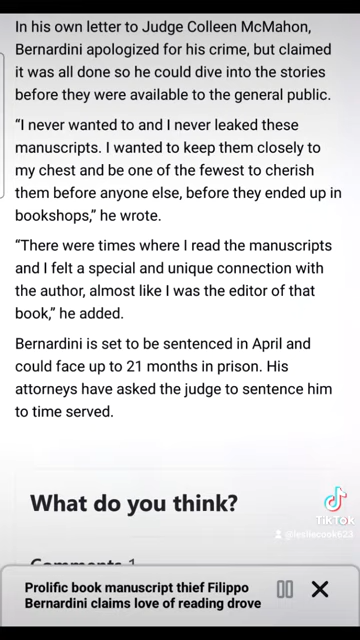 In his own letter to Judge Colleen McMahon,
Bernardini apologized for his crime, but claimed
it was all done so he could dive into the stories
before they were available to the general public.
“I never wanted to and I never leaked these
manuscripts. I wanted to keep them closely to
my chest and be one of the fewest to cherish
them before anyone else, before they ended up in
bookshops,” he wrote.
“There were times where I read the manuscripts
and I felt a special and unique connection with
the author, almost like I was the editor of that
book,” he added.
Bernardini is set to be sentenced in April and
could face up to 21 months in prison. His
attorneys have asked the judge to sentence him
to time served.
What do you think?
TikTok
@lesliecook623
Comments 1
Prolific book manuscript thief Filippo
Bernardini claims love of reading drove